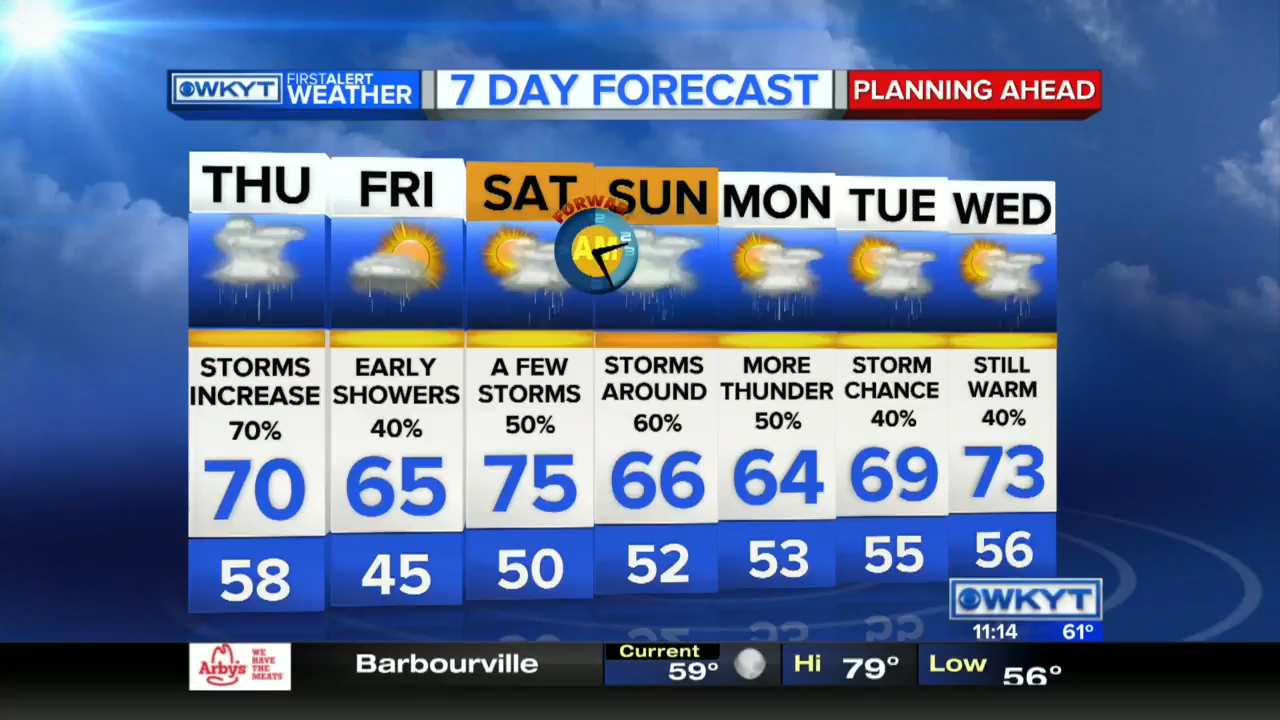 WKYT
FIRST ALERT
WEATHER
7 DAY FORECAST
PLANNING AHEAD
THU
FRI
SAT
SUN
MON
TUE
WED
FORWARD
AM
STORMS
INCREASE
70%
70
58
EARLY
SHOWERS
40%
65
45
A FEW
STORMS
50%
75
50
STORMS
AROUND
60%
66
52
MORE
THUNDER
50%
64
53
STORM
CHANCE
40%
69
55
STILL
WARM
40%
73
56
WKYT
11:14 61°
Arby's
WE
HAVE
THE
MEATS
Barbourville
Current
59°
Hi 79°
Low 56°